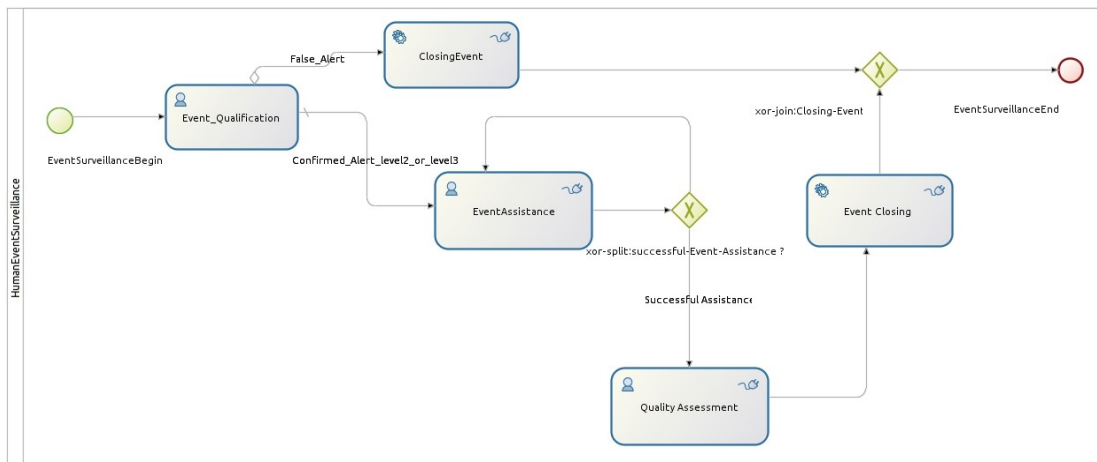 HumanEventSurveillance
ClosingEvent
False_Alert
Event_Qualification
xor-join:Closing-Event
EventSurveillanceEnd
EventSurveillanceBegin
Confirmed_Alert_level2_or_level3
EventAssistance
Event Closing
xor-split:successful-Event-Assistance ?
Successful Assistance
Quality Assessment